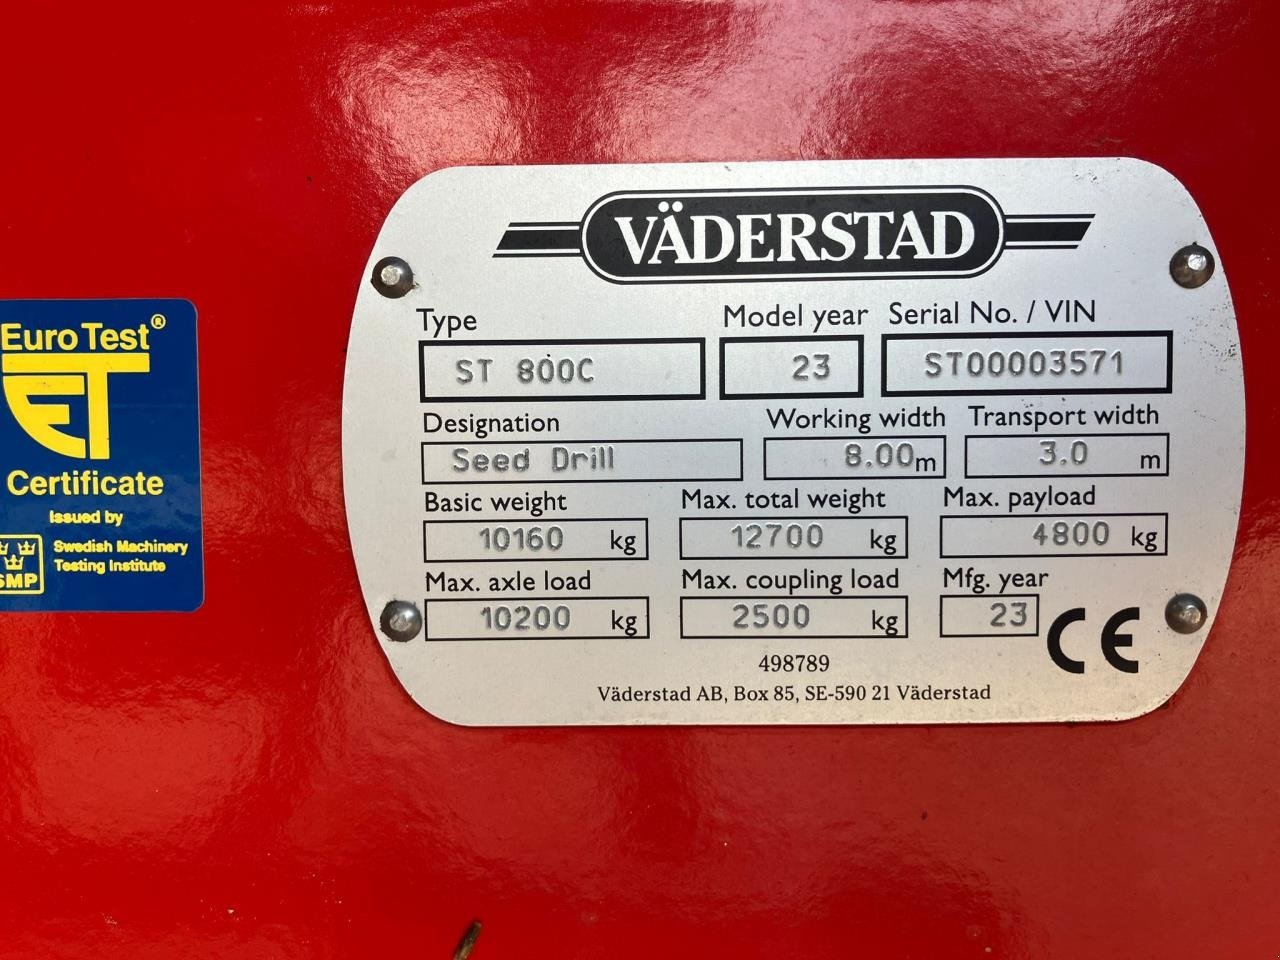 VÄDERSTAD
Type Model year Serial No. / VIN
ST 800C 23 ST00003571
Designation Working width Transport width
Seed Drill 8.00 m 3.0 m
Basic weight Max. total weight Max. payload
10160 kg 12700 kg 4800 kg
Max. axle load Max. coupling load Mfg. year
10200 kg 2500 kg 23 CE
498789
Väderstad AB, Box 85, SE-590 21 Väderstad
Euro Test®
ET
Certificate
Issued by
Swedish Machinery
Testing Institute
SMP